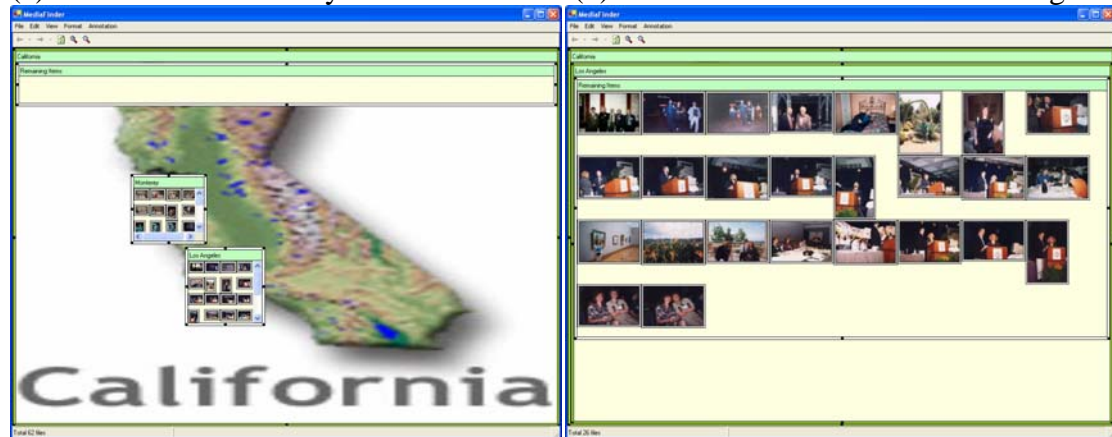 MediaFinder
File Edit View Format Annotation
California
Remaining Items
Monterey
Los Angeles
California
Total 62 files
MediaFinder
File Edit View Format Annotation
California
Los Angeles
Remaining Items
Total 26 files